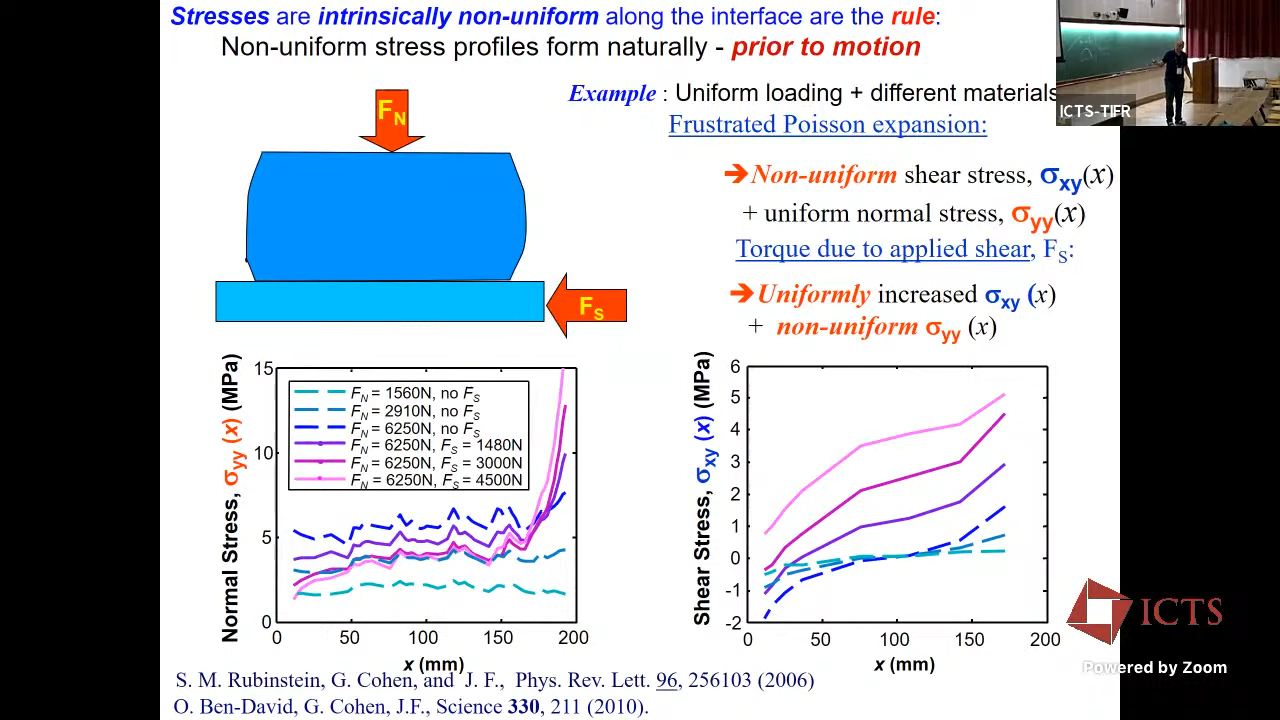 Stresses are intrinsically non-uniform along the interface are the rule:
Non-uniform stress profiles form naturally - prior to motion
Example : Uniform loading + different materials
Frustrated Poisson expansion:
➔ Non-uniform shear stress, σxy(x)
+ uniform normal stress, σyy(x)
Torque due to applied shear, FS:
➔ Uniformly increased σxy (x)
+ non-uniform σyy (x)
ICTS-TIFR
FN
FS
Normal Stress, σyy (x) (MPa)
15
10
5
0
FN = 1560N, no FS
FN = 2910N, no FS
FN = 6250N, no FS
FN = 6250N, FS = 1480N
FN = 6250N, FS = 3000N
FN = 6250N, FS = 4500N
0 50 100 150 200
x (mm)
Shear Stress, σxy (x) (MPa)
6
5
4
3
2
1
0
-1
-2
0 50 100 150 200
x (mm)
ICTS
Powered by Zoom
S. M. Rubinstein, G. Cohen, and J. F., Phys. Rev. Lett. 96, 256103 (2006)
O. Ben-David, G. Cohen, J.F., Science 330, 211 (2010).